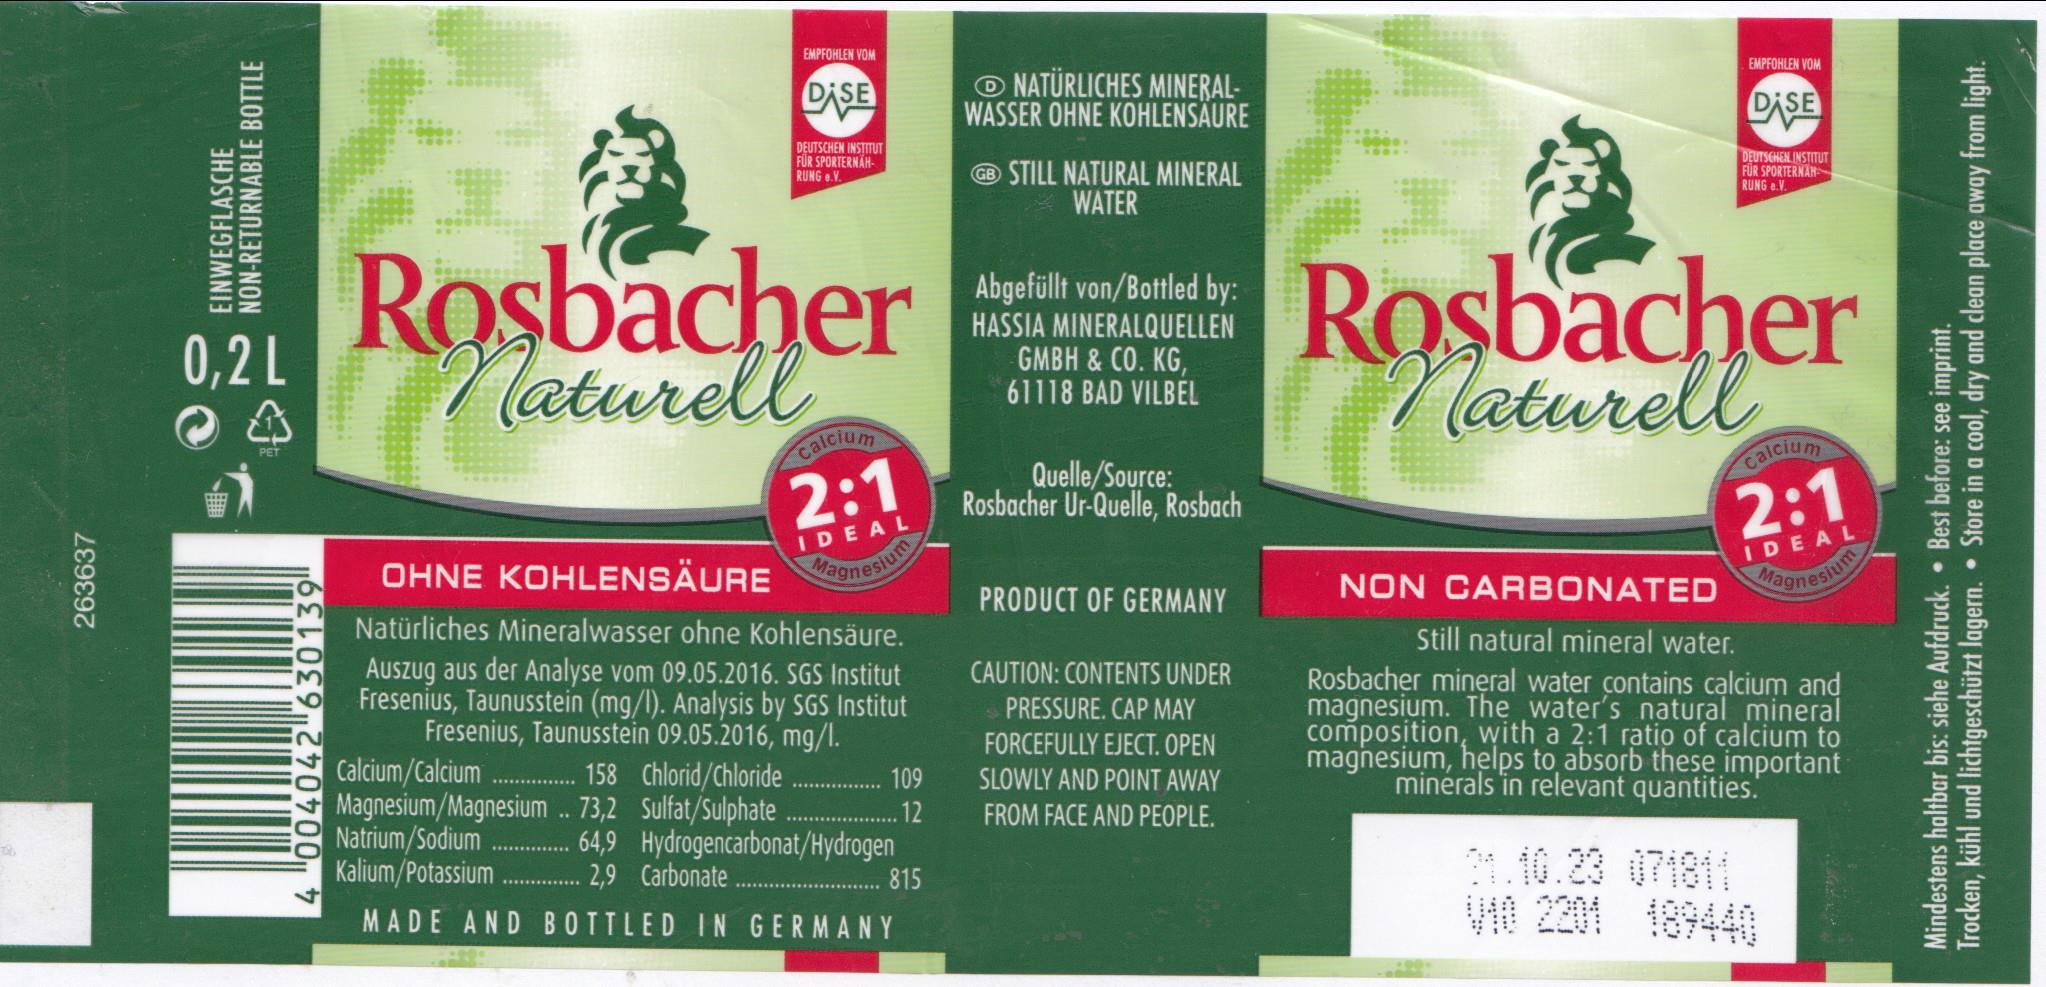 263637
EINWEGFLASCHE
NON-RETURNABLE BOTTLE
0,2 L
1
PET
4 004042 630139
EMPFOHLEN VOM
DiSE
DEUTSCHEN INSTITUT
FÜR SPORTERNÄH-
RUNG e.V.
Rosbacher
Naturell
Calcium
2:1
IDEAL
Magnesium
OHNE KOHLENSÄURE
Natürliches Mineralwasser ohne Kohlensäure.
Auszug aus der Analyse vom 09.05.2016. SGS Institut
Fresenius, Taunusstein (mg/l). Analysis by SGS Institut
Fresenius, Taunusstein 09.05.2016, mg/l.
Calcium/Calcium ............... 158
Magnesium/Magnesium .. 73,2
Natrium/Sodium .............. 64,9
Kalium/Potassium .............. 2,9
Chlorid/Chloride ................ 109
Sulfat/Sulphate .................... 12
Hydrogencarbonat/Hydrogen
Carbonate .......................... 815
MADE AND BOTTLED IN GERMANY
D NATÜRLICHES MINERAL-
WASSER OHNE KOHLENSÄURE
GB STILL NATURAL MINERAL
WATER
Abgefüllt von/Bottled by:
HASSIA MINERALQUELLEN
GMBH & CO. KG,
61118 BAD VILBEL
Quelle/Source:
Rosbacher Ur-Quelle, Rosbach
PRODUCT OF GERMANY
CAUTION: CONTENTS UNDER
PRESSURE. CAP MAY
FORCEFULLY EJECT. OPEN
SLOWLY AND POINT AWAY
FROM FACE AND PEOPLE.
EMPFOHLEN VOM
DiSE
DEUTSCHEN INSTITUT
FÜR SPORTERNÄH-
RUNG e.V.
Rosbacher
Naturell
Calcium
2:1
IDEAL
Magnesium
NON CARBONATED
Still natural mineral water.
Rosbacher mineral water contains calcium and
magnesium. The water's natural mineral
composition, with a 2:1 ratio of calcium to
magnesium, helps to absorb these important
minerals in relevant quantities.
10.23 071811
V10 2201 189440
Mindestens haltbar bis: siehe Aufdruck. • Best before: see imprint.
Trocken, kühl und lichtgeschützt lagern. • Store in a cool, dry and clean place away from light.